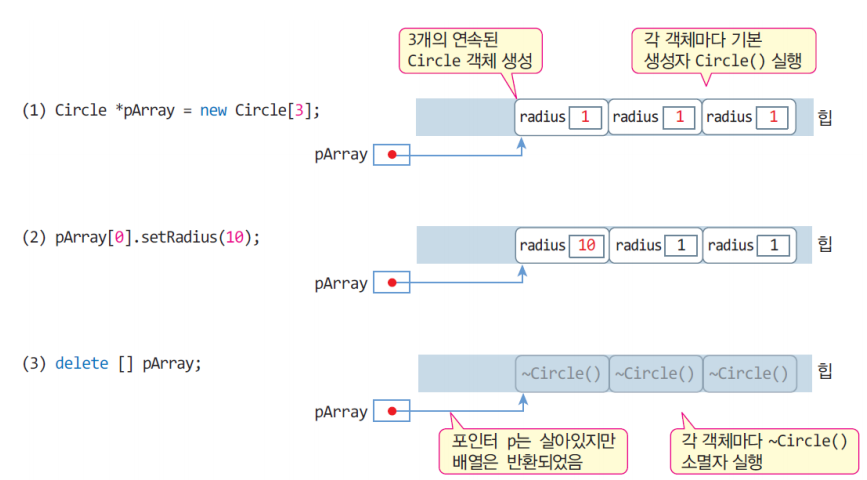 3개의 연속된
Circle 객체 생성
각 객체마다 기본
생성자 Circle() 실행
(1) Circle *pArray = new Circle[3];
radius 1 radius 1 radius 1 힙
pArray
(2) pArray[0].setRadius(10);
radius 10 radius 1 radius 1 힙
pArray
(3) delete [] pArray;
~Circle() ~Circle() ~Circle() 힙
pArray
포인터 p는 살아있지만
배열은 반환되었음
각 객체마다 ~Circle()
소멸자 실행